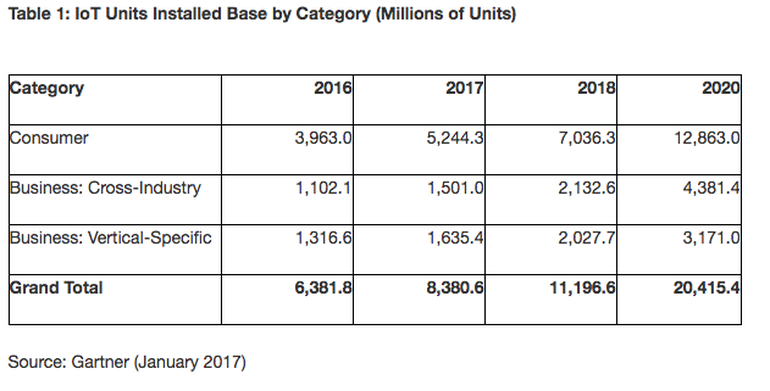 Table 1: IoT Units Installed Base by Category (Millions of Units)
Category 2016 2017 2018 2020
Consumer 3,963.0 5,244.3 7,036.3 12,863.0
Business: Cross-Industry 1,102.1 1,501.0 2,132.6 4,381.4
Business: Vertical-Specific 1,316.6 1,635.4 2,027.7 3,171.0
Grand Total 6,381.8 8,380.6 11,196.6 20,415.4
Source: Gartner (January 2017)